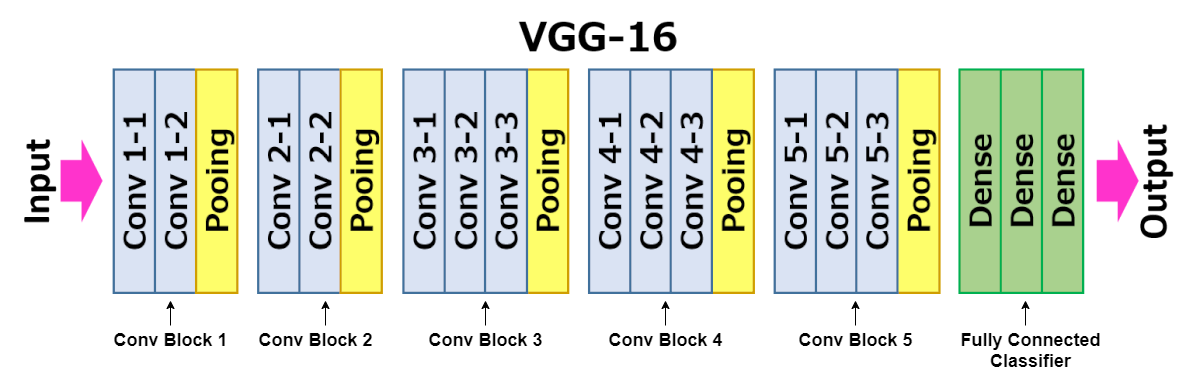 VGG-16
Input
Conv 1-1
Conv 1-2
Pooing
Conv 2-1
Conv 2-2
Pooing
Conv 3-1
Conv 3-2
Conv 3-3
Pooing
Conv 4-1
Conv 4-2
Conv 4-3
Pooing
Conv 5-1
Conv 5-2
Conv 5-3
Pooing
Dense
Dense
Dense
Output
Conv Block 1
Conv Block 2
Conv Block 3
Conv Block 4
Conv Block 5
Fully Connected
Classifier